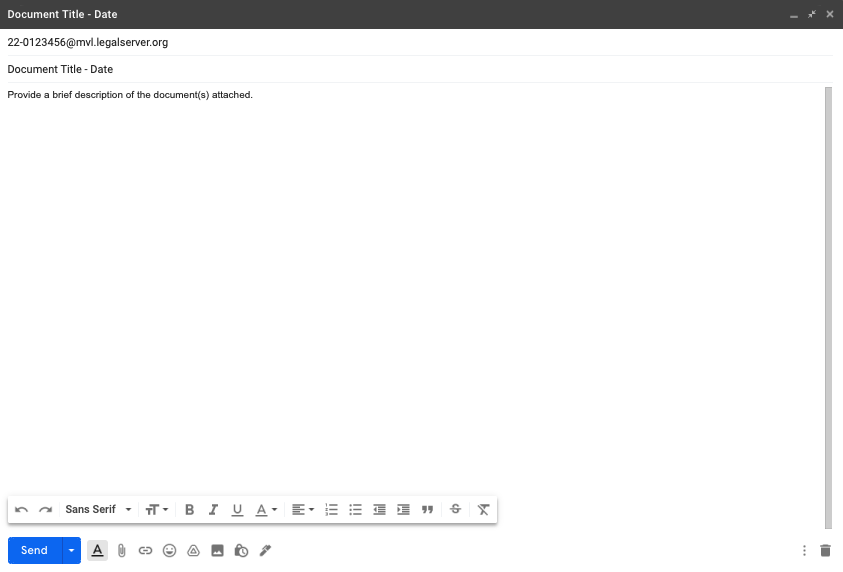 Document Title - Date
22-0123456@mvl.legalserver.org
Document Title - Date
Provide a brief description of the document(s) attached.
Sans Serif
Send